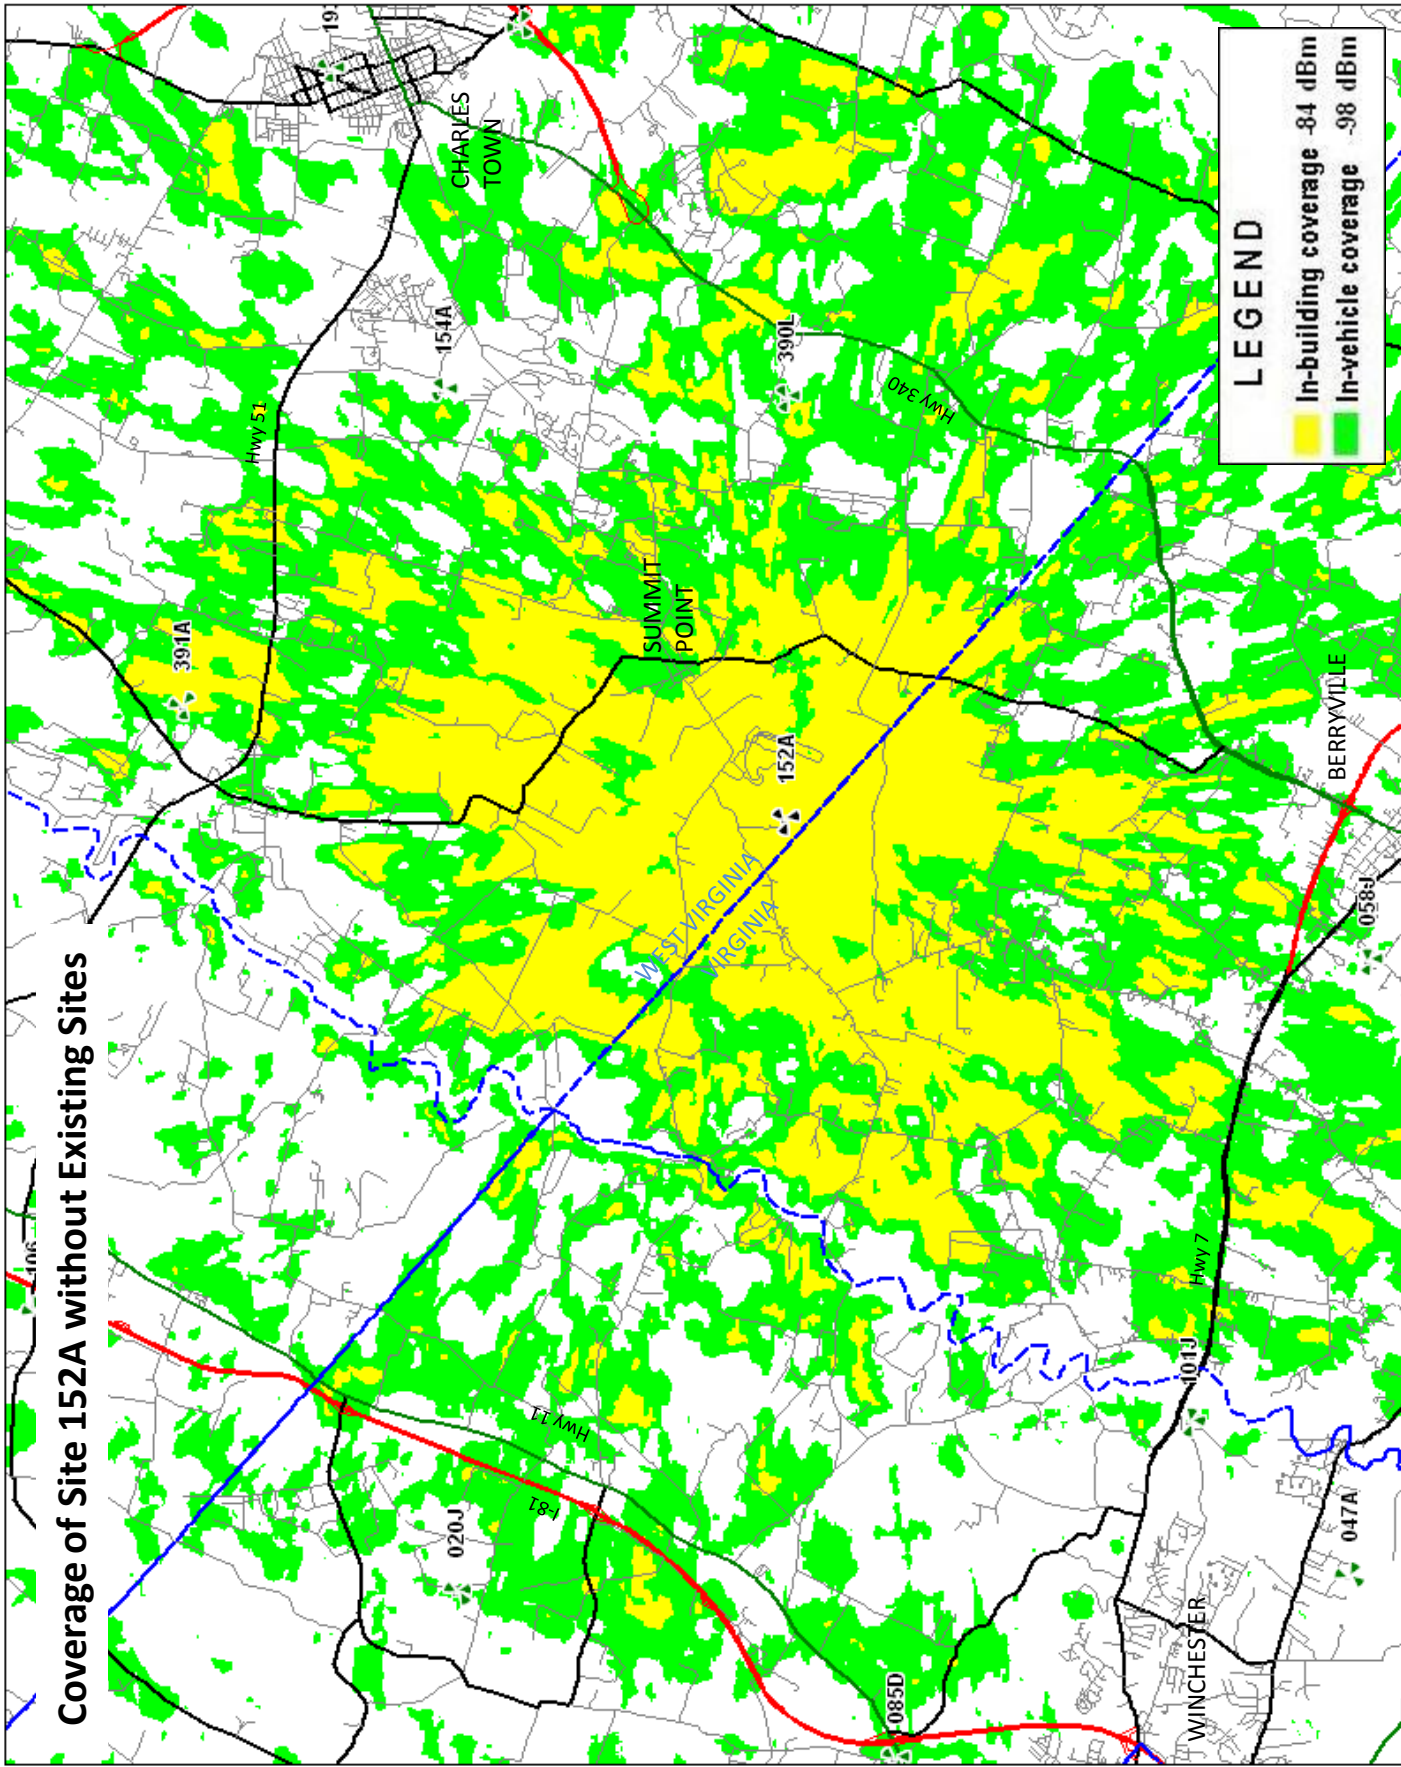 Coverage of Site 152A without Existing Sites
106
391A
Hwy 51
CHARLES
TOWN
154A
020J
I-81
Hwy 11
WEST VIRGINIA
VIRGINIA
SUMMIT
POINT
152A
390L
Hwy 340
085D
WINCHESTER
101J
Hwy 7
047A
058J
BERRYVILLE
LEGEND
In-building coverage -84 dBm
In-vehicle coverage -98 dBm